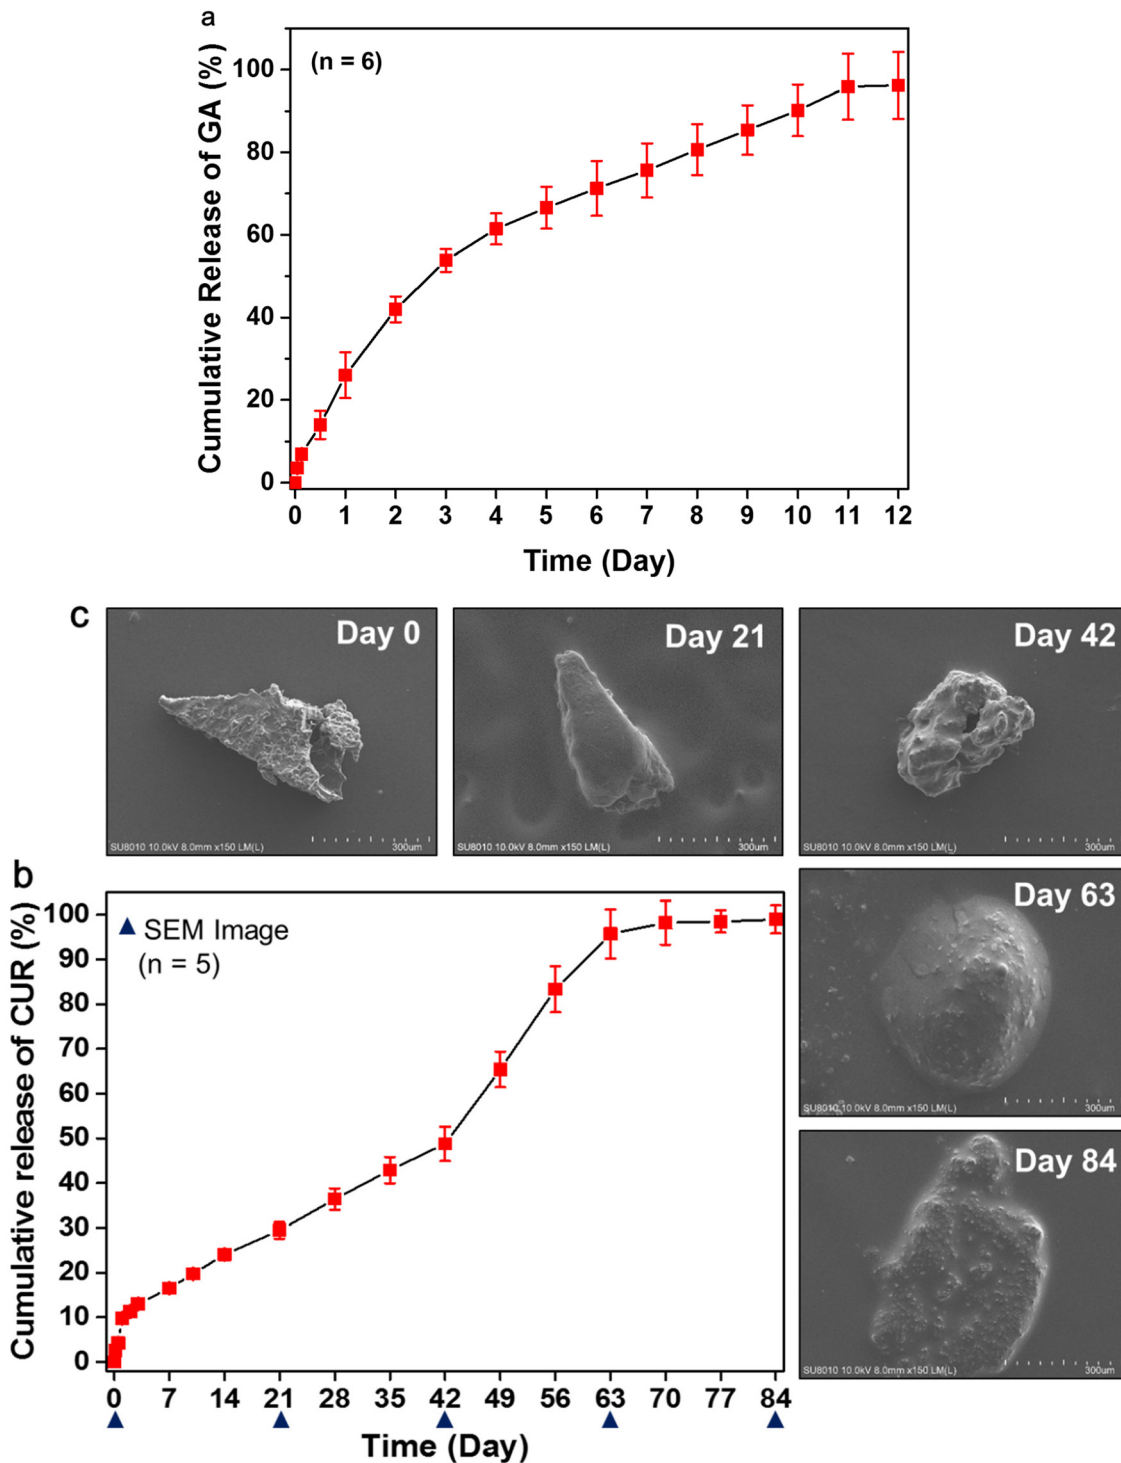 a
(n = 6)
Cumulative Release of GA (%)
100
80
60
40
20
0
0 1 2 3 4 5 6 7 8 9 10 11 12
Time (Day)
c
Day 0
SU8010 10.0kV 8.0mm x150 LM(L) 300um
Day 21
SU8010 10.0kV 8.0mm x150 LM(L) 300um
Day 42
SU8010 10.0kV 8.0mm x150 LM(L) 300um
b
SEM Image
(n = 5)
Cumulative release of CUR (%)
100
90
80
70
60
50
40
30
20
10
0
0 7 14 21 28 35 42 49 56 63 70 77 84
Time (Day)
Day 63
SU8010 10.0kV 8.0mm x150 LM(L) 300um
Day 84
SU8010 10.0kV 8.0mm x150 LM(L) 300um